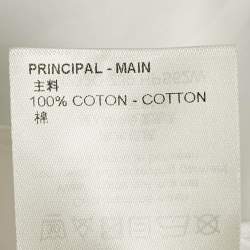 PRINCIPAL - MAIN
主料
100% COTON - COTTON
棉